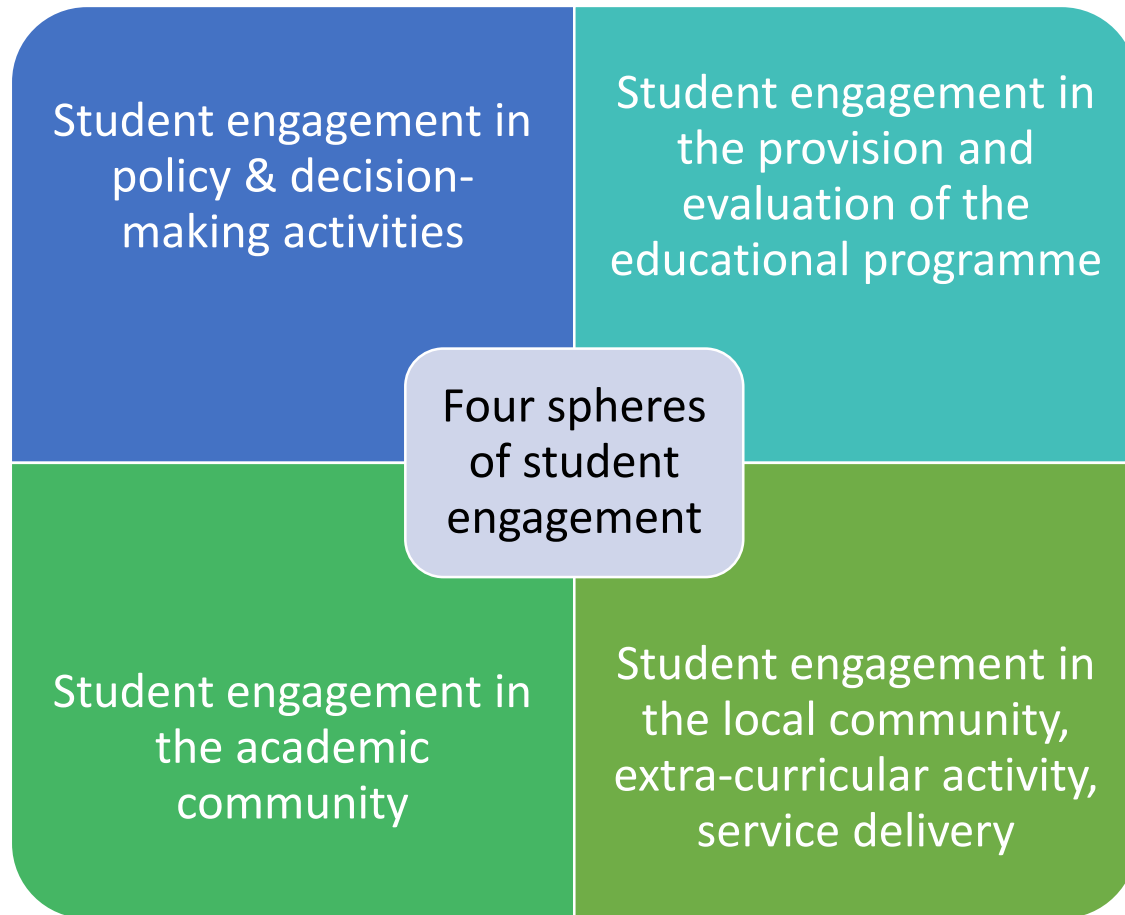 Student engagement in
policy & decision-
making activities
Student engagement in
the provision and
evaluation of the
educational programme
Four spheres
of student
engagement
Student engagement in
the academic
community
Student engagement in
the local community,
extra-curricular activity,
service delivery